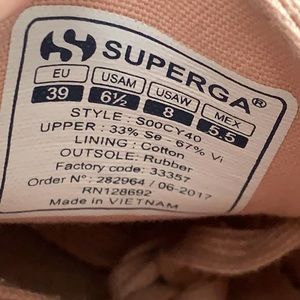 SUPERGA®
EU USAM USAW MEX
39 6½ 8 5.5
STYLE : S00CY40
UPPER : 33% Se - 67% Vi
LINING : Cotton
OUTSOLE: Rubber
Factory code: 33357
Order N° : 282964 / 06-2017
RN128692
Made in VIETNAM